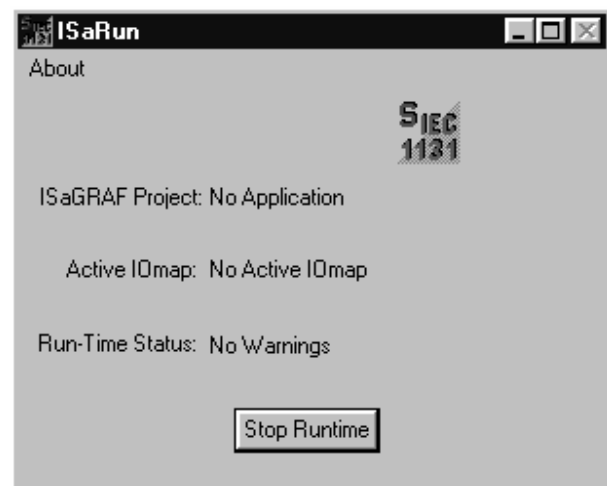 ISaRun
About
SIEC
1131
ISaGRAF Project: No Application
Active IOmap: No Active IOmap
Run-Time Status: No Warnings
Stop Runtime